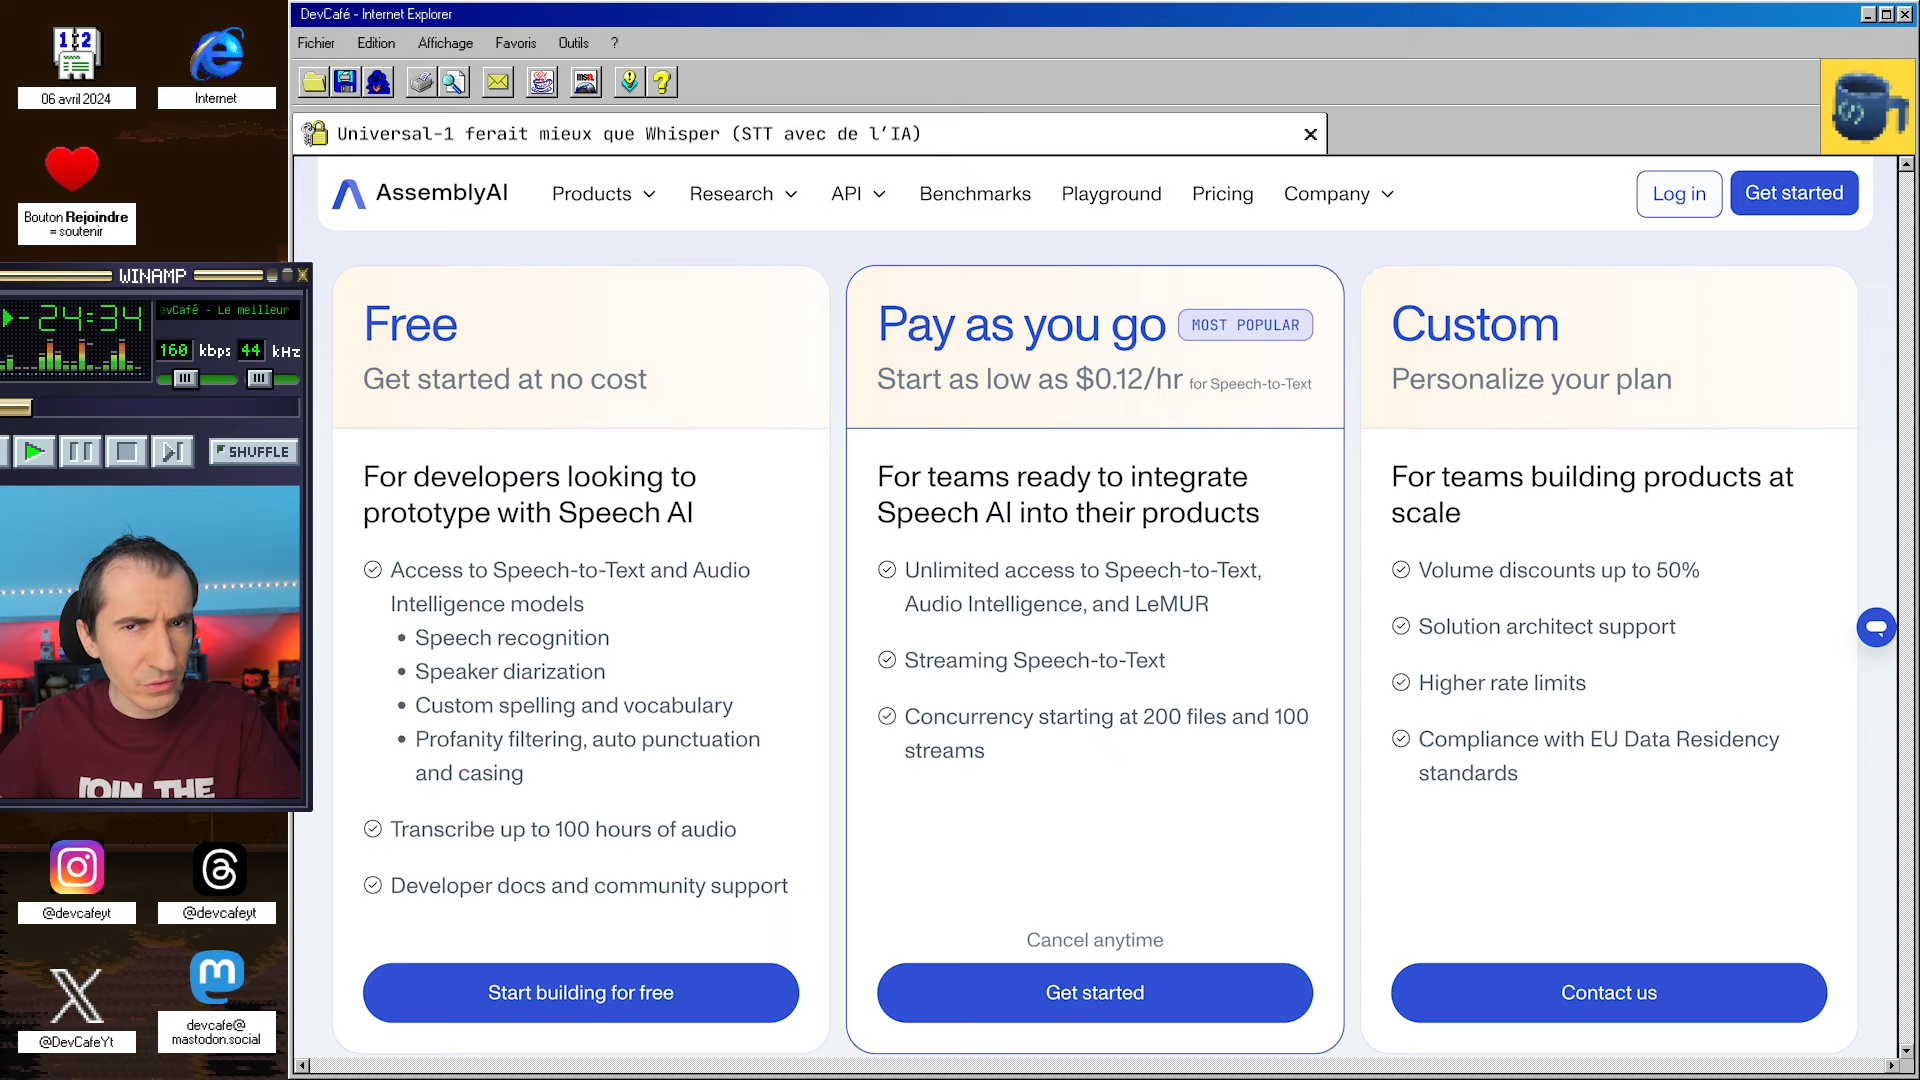 DevCafé - Internet Explorer
Fichier Edition Affichage Favoris Outils ?
msn
Universal-1 ferait mieux que Whisper (STT avec de l’IA)
12
06 avril 2024
Internet
Bouton Rejoindre
= soutenir
WINAMP
-24:34
evCafé - Le meilleur
160 kbps 44 kHz
SHUFFLE
JOIN THE
@devcafeyt
@devcafeyt
@DevCafeYt
devcafe@
mastodon.social
AssemblyAI
Products Research API Benchmarks Playground Pricing Company
Log in
Get started
Free
Get started at no cost
For developers looking to
prototype with Speech AI
Access to Speech-to-Text and Audio
Intelligence models
• Speech recognition
• Speaker diarization
• Custom spelling and vocabulary
• Profanity filtering, auto punctuation
and casing
Transcribe up to 100 hours of audio
Developer docs and community support
Start building for free
Pay as you go
MOST POPULAR
Start as low as $0.12/hr for Speech-to-Text
For teams ready to integrate
Speech AI into their products
Unlimited access to Speech-to-Text,
Audio Intelligence, and LeMUR
Streaming Speech-to-Text
Concurrency starting at 200 files and 100
streams
Cancel anytime
Get started
Custom
Personalize your plan
For teams building products at
scale
Volume discounts up to 50%
Solution architect support
Higher rate limits
Compliance with EU Data Residency
standards
Contact us